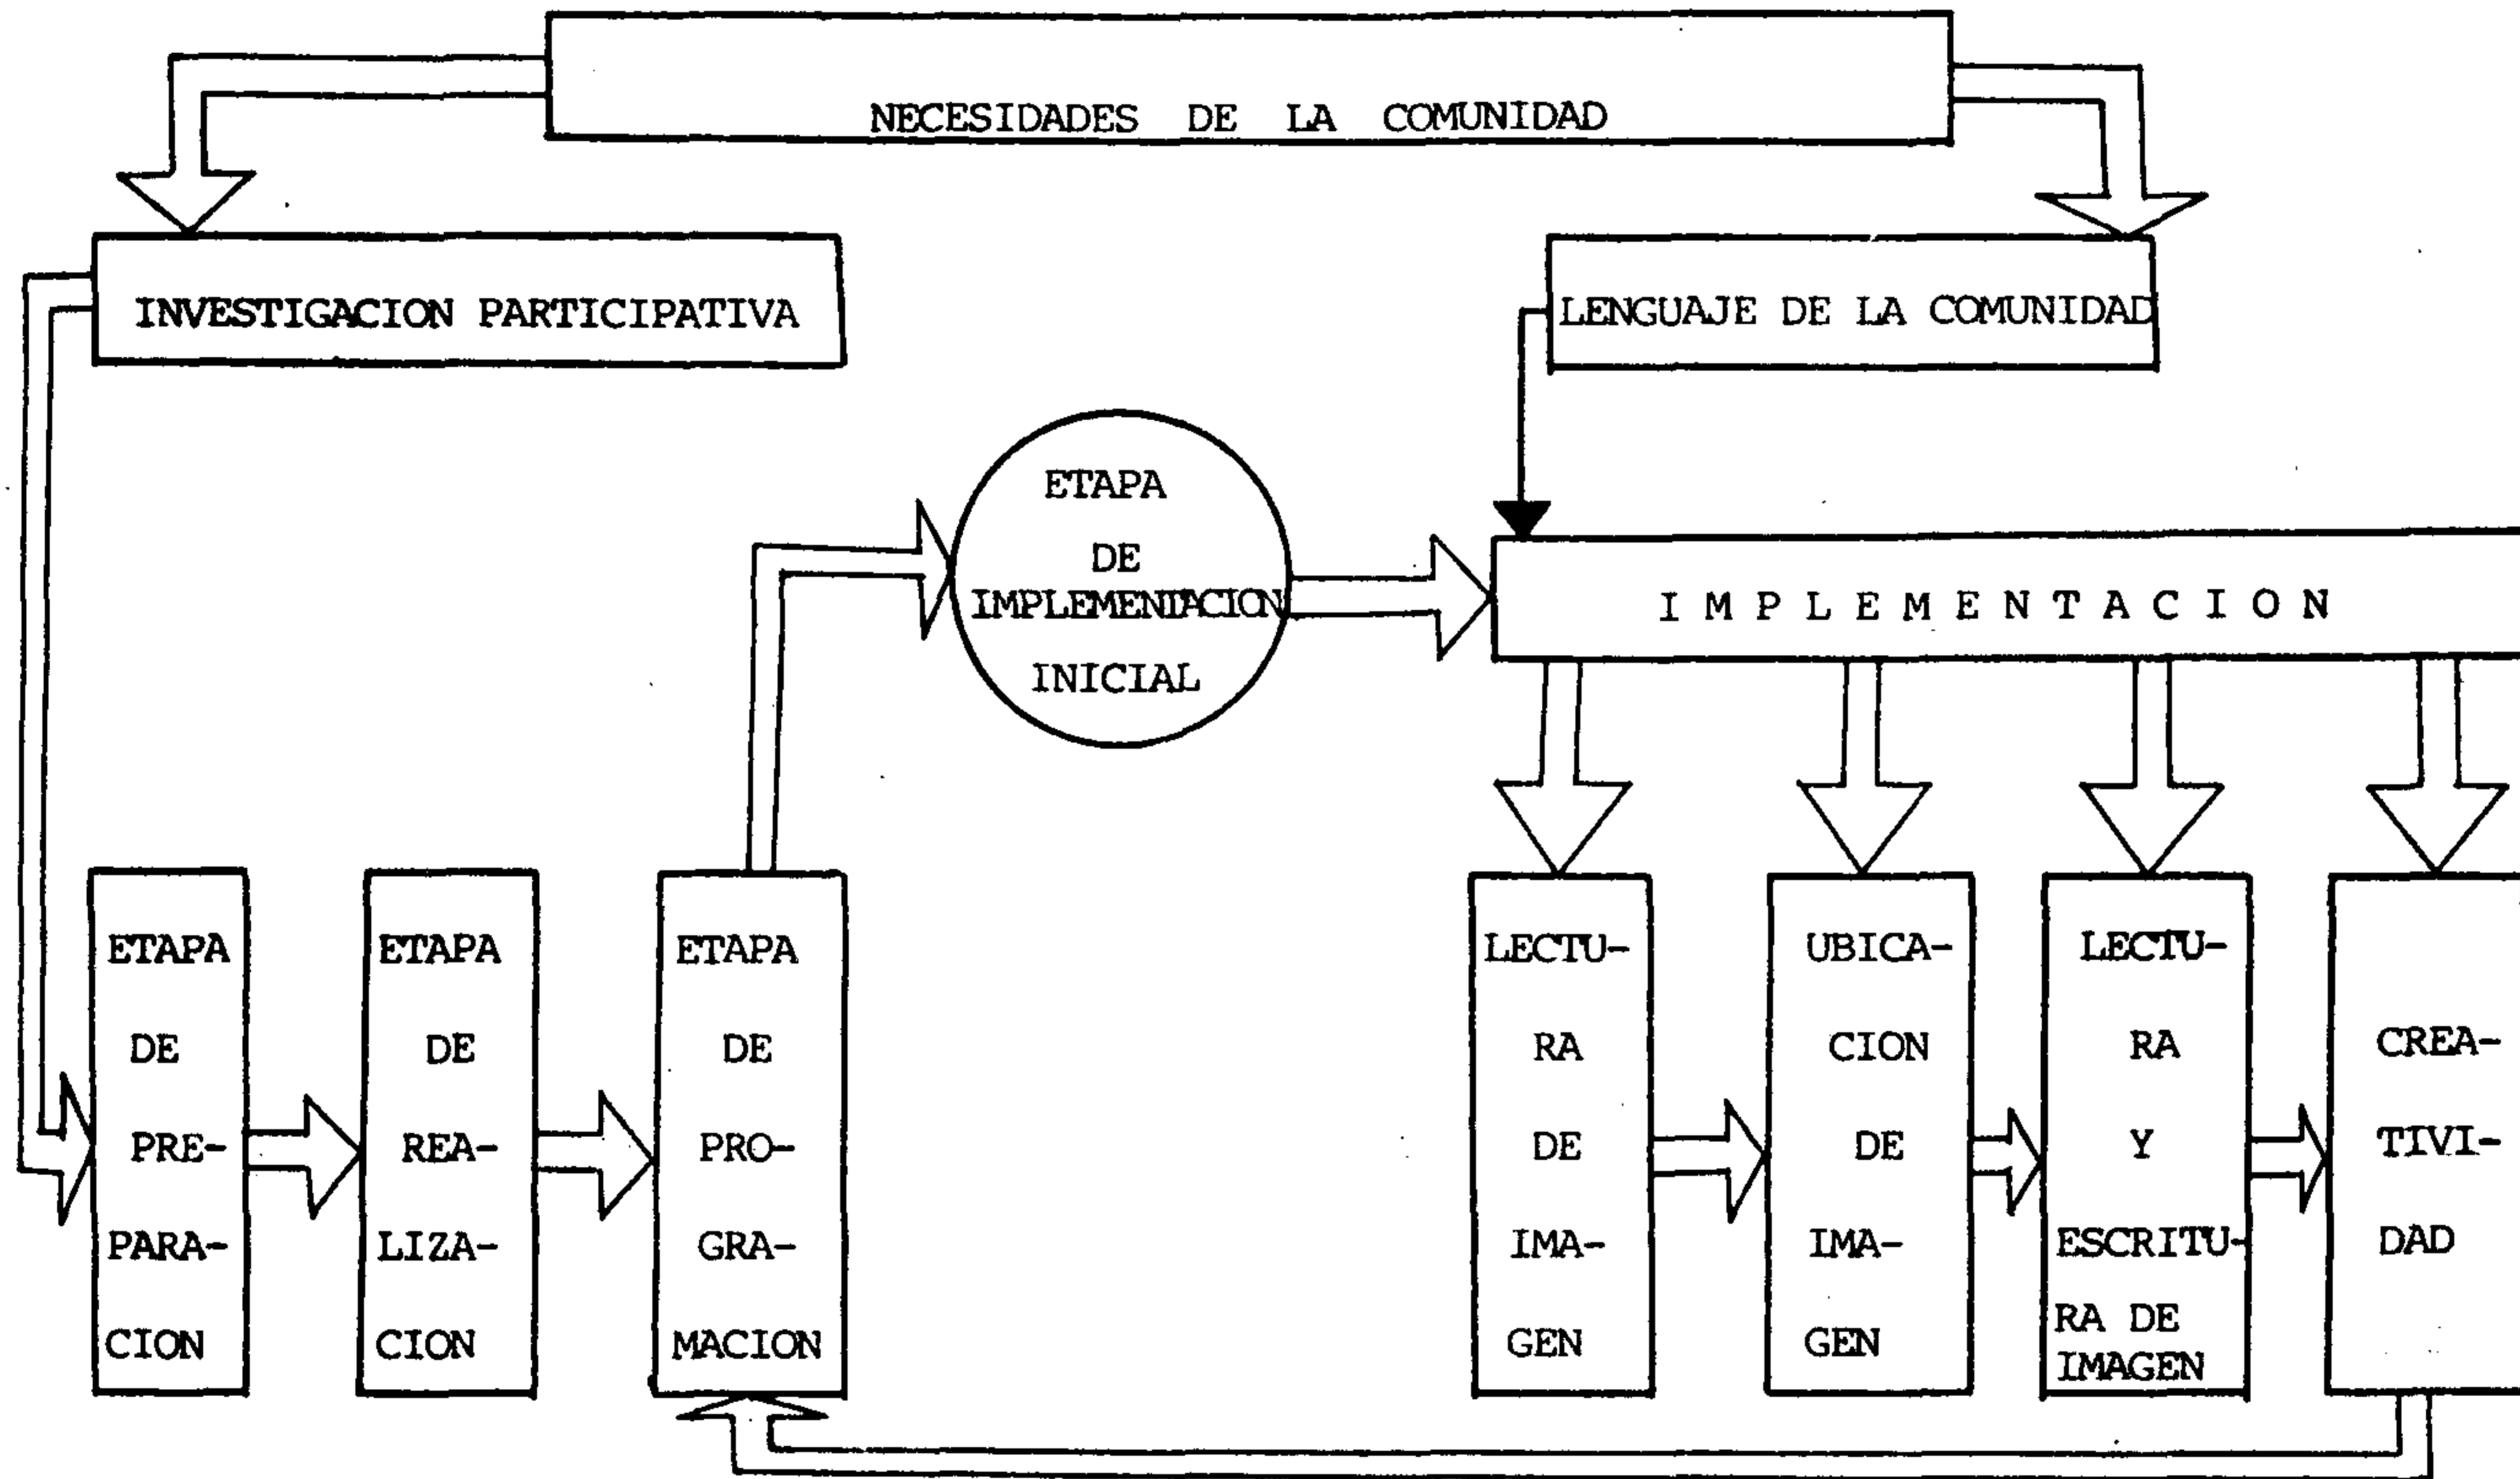 NECESIDADES DE LA COMUNIDAD
INVESTIGACION PARTICIPATIVA
LENGUAJE DE LA COMUNIDAD
ETAPA
DE
IMPLEMENTACION
INICIAL
I M P L E M E N T A C I O N
ETAPA
DE
PRE-
PARA-
CION
ETAPA
DE
REA-
LIZA-
CION
ETAPA
DE
PRO-
GRA-
MACION
LECTU-
RA
DE
IMA-
GEN
UBICA-
CION
DE
IMA-
GEN
LECTU-
RA
Y
ESCRITU-
RA DE
IMAGEN
CREA-
TIVI-
DAD